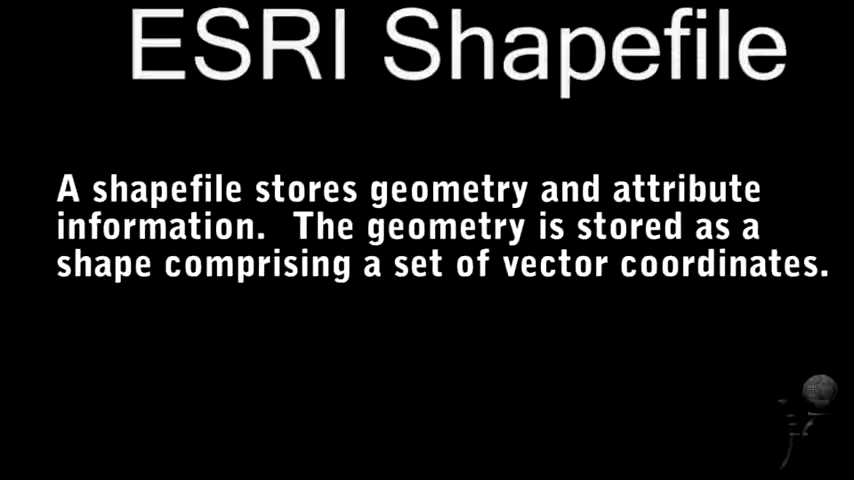 ESRI Shapefile
A shapefile stores geometry and attribute
information.  The geometry is stored as a
shape comprising a set of vector coordinates.